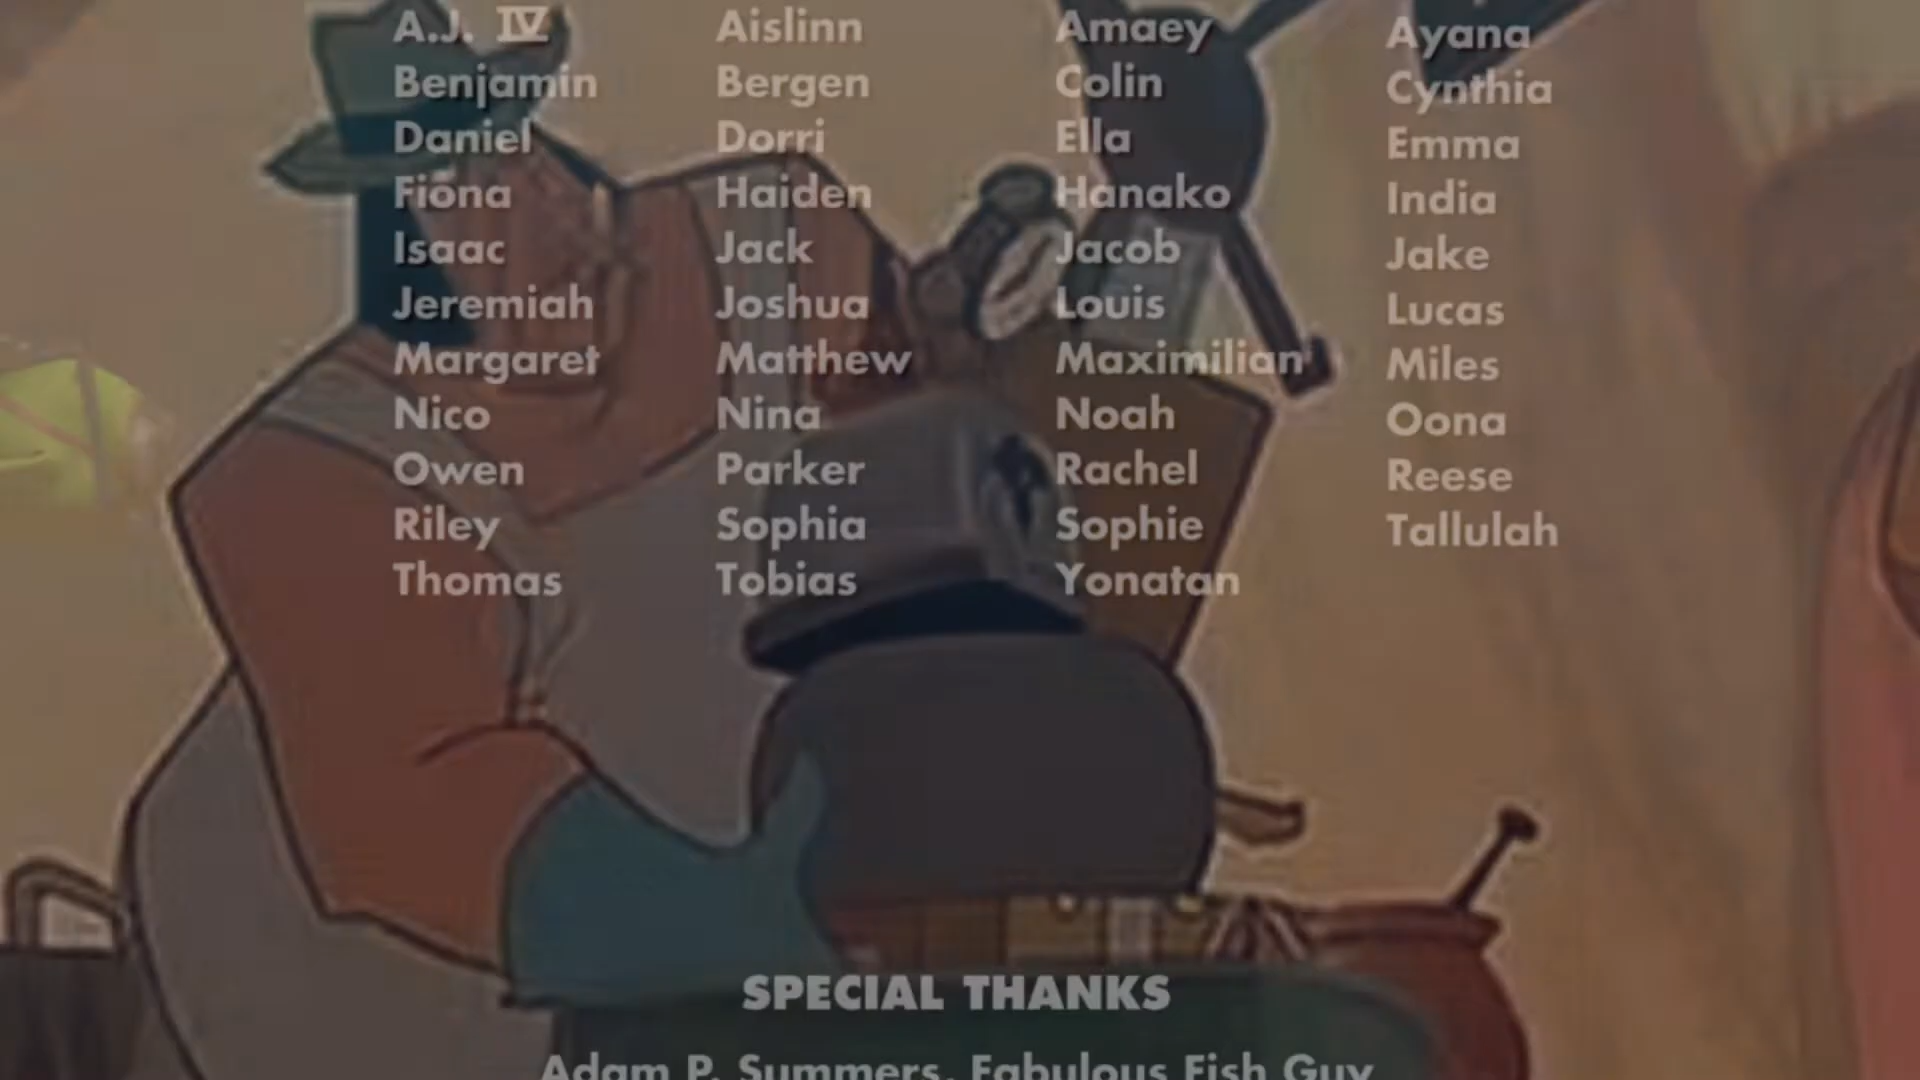 A.J. IV Aislinn Amaey Ayana
Benjamin Bergen Colin Cynthia
Daniel Dorri Ella Emma
Fiona Haiden Hanako India
Isaac Jack Jacob Jake
Jeremiah Joshua Louis Lucas
Margaret Matthew Maximilian Miles
Nico Nina Noah Oona
Owen Parker Rachel Reese
Riley Sophia Sophie Tallulah
Thomas Tobias Yonatan
SPECIAL THANKS
Adam P. Summers, Fabulous Fish Guy